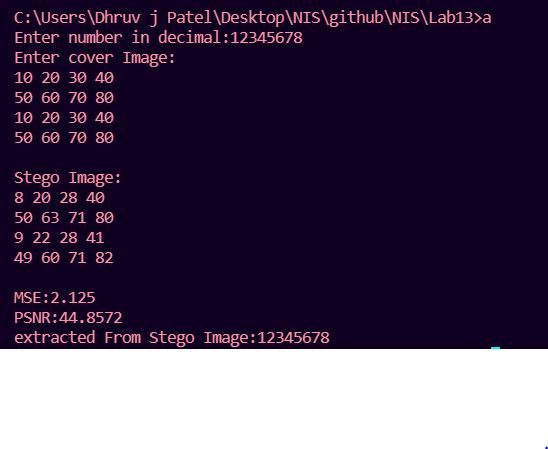 C:\Users\Dhruv j Patel\Desktop\NIS\github\NIS\Lab13>a
Enter number in decimal:12345678
Enter cover Image:
10 20 30 40
50 60 70 80
10 20 30 40
50 60 70 80
Stego Image:
8 20 28 40
50 63 71 80
9 22 28 41
49 60 71 82
MSE:2.125
PSNR:44.8572
extracted From Stego Image:12345678